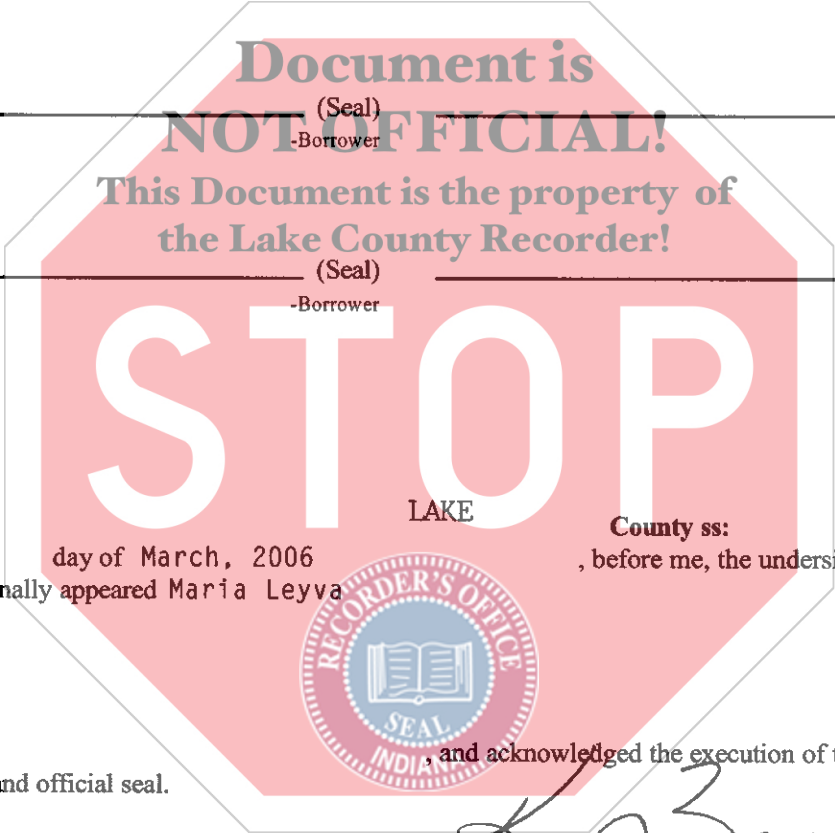 Document is
(Seal)
NOT OFFICIAL!
-Borrower
This Document is the property of
the Lake County Recorder!
(Seal)
-Borrower
STOP
LAKE
County ss:
day of March, 2006 , before me, the undersi
nally appeared Maria Leyva
RECORDER'S OFFICE
SEAL
INDIANA
, and acknowledged the execution of t
nd official seal.